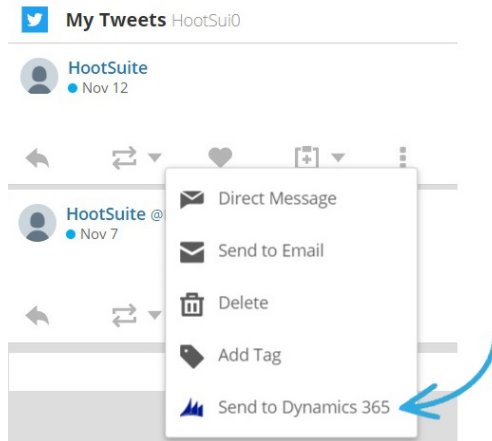 My Tweets HootSui0
HootSuite
Nov 12
Direct Message
HootSuite @
Nov 7
Send to Email
Delete
Add Tag
Send to Dynamics 365